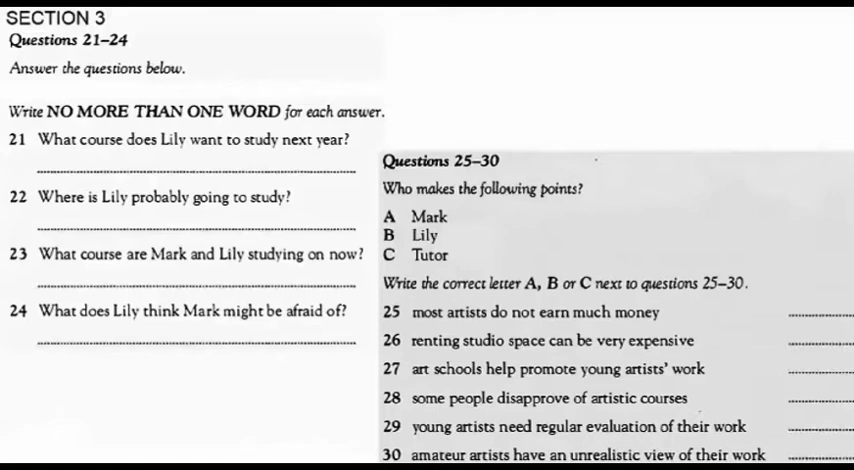 SECTION 3
Questions 21–24
Answer the questions below.
Write NO MORE THAN ONE WORD for each answer.
21 What course does Lily want to study next year?
22 Where is Lily probably going to study?
23 What course are Mark and Lily studying on now?
24 What does Lily think Mark might be afraid of?
Questions 25–30
Who makes the following points?
A Mark
B Lily
C Tutor
Write the correct letter A, B or C next to questions 25–30.
25 most artists do not earn much money
26 renting studio space can be very expensive
27 art schools help promote young artists' work
28 some people disapprove of artistic courses
29 young artists need regular evaluation of their work
30 amateur artists have an unrealistic view of their work